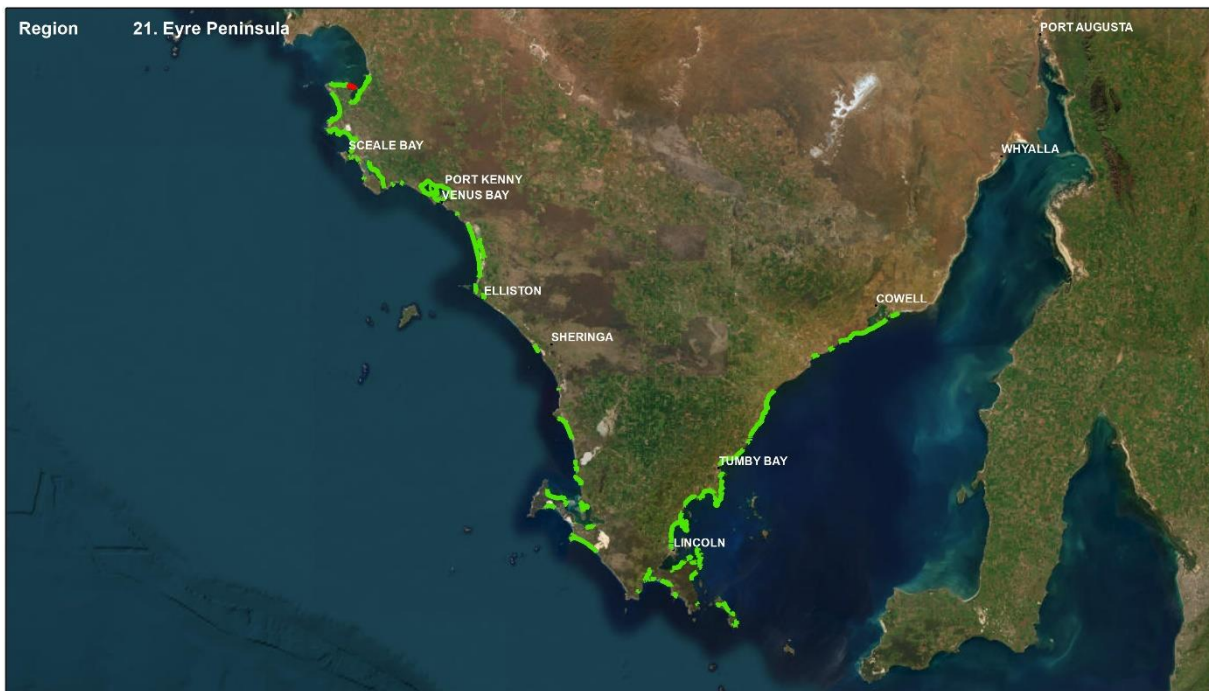 Region 21. Eyre Peninsula
PORT AUGUSTA
WHYALLA
SCEALE BAY
PORT KENNY
VENUS BAY
ELLISTON
COWELL
SHERINGA
TUMBY BAY
LINCOLN